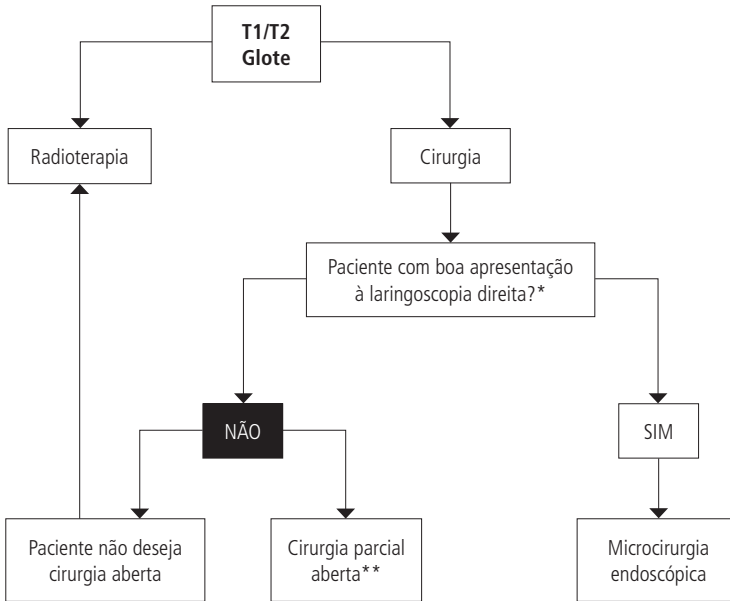 T1/T2
Glote
Radioterapia
Cirurgia
Paciente com boa apresentação
à laringoscopia direita?*
NÃO
SIM
Paciente não deseja
cirurgia aberta
Cirurgia parcial
aberta**
Microcirurgia
endoscópica